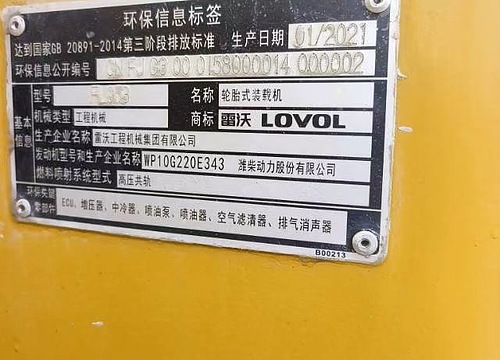 环保信息标签
达到国家GB 20891-2014第三阶段排放标准 生产日期 01/2021
环保信息公开编号 CN FJ G3 00 0158000014 000002
型号 名称 轮胎式装载机
基本信息 机械类型 工程机械 商标 雷沃 LOVOL
生产企业名称 雷沃工程机械集团有限公司
发动机型号和生产企业名称 WP10G220E343 潍柴动力股份有限公司
燃料喷射系统型式 高压共轨
环保关键零部件 ECU、增压器、中冷器、喷油泵、喷油器、空气滤清器、排气消声器
B00213